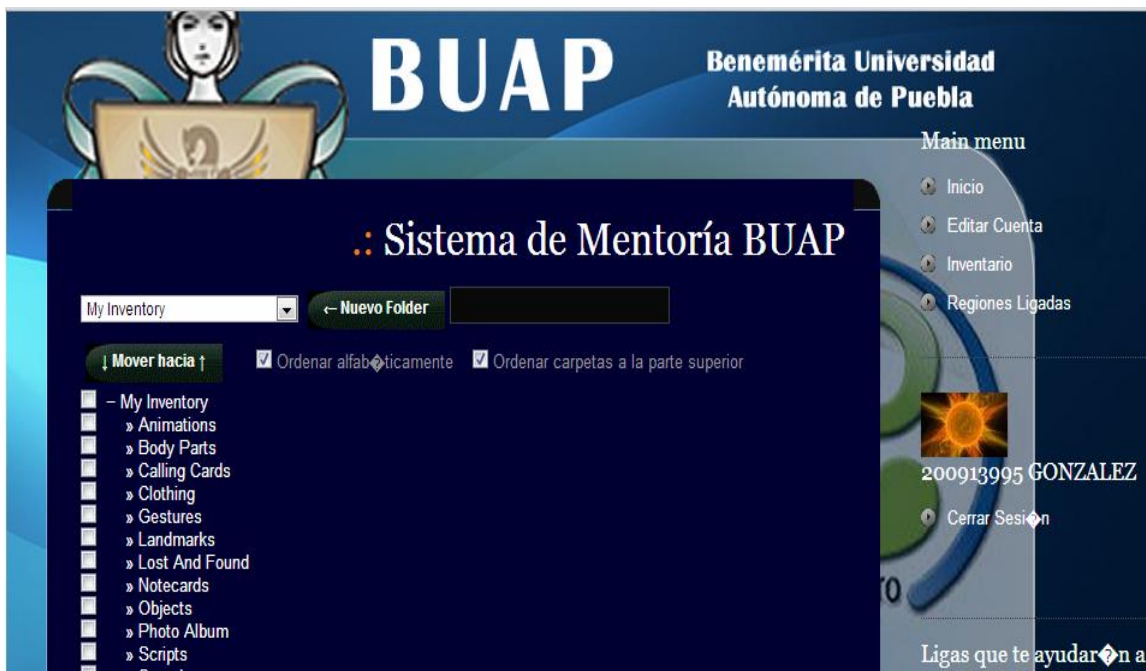 BUAP
Benemérita Universidad
Autónoma de Puebla
Main menu
Inicio
Editar Cuenta
Inventario
Regiones Ligadas
.: Sistema de Mentoría BUAP
My Inventory
← Nuevo Folder
↓ Mover hacia ↑
Ordenar alfab�ticamente
Ordenar carpetas a la parte superior
– My Inventory
» Animations
» Body Parts
» Calling Cards
» Clothing
» Gestures
» Landmarks
» Lost And Found
» Notecards
» Objects
» Photo Album
» Scripts
200913995 GONZALEZ
Cerrar Sesi�n
Ligas que te ayudar�n a